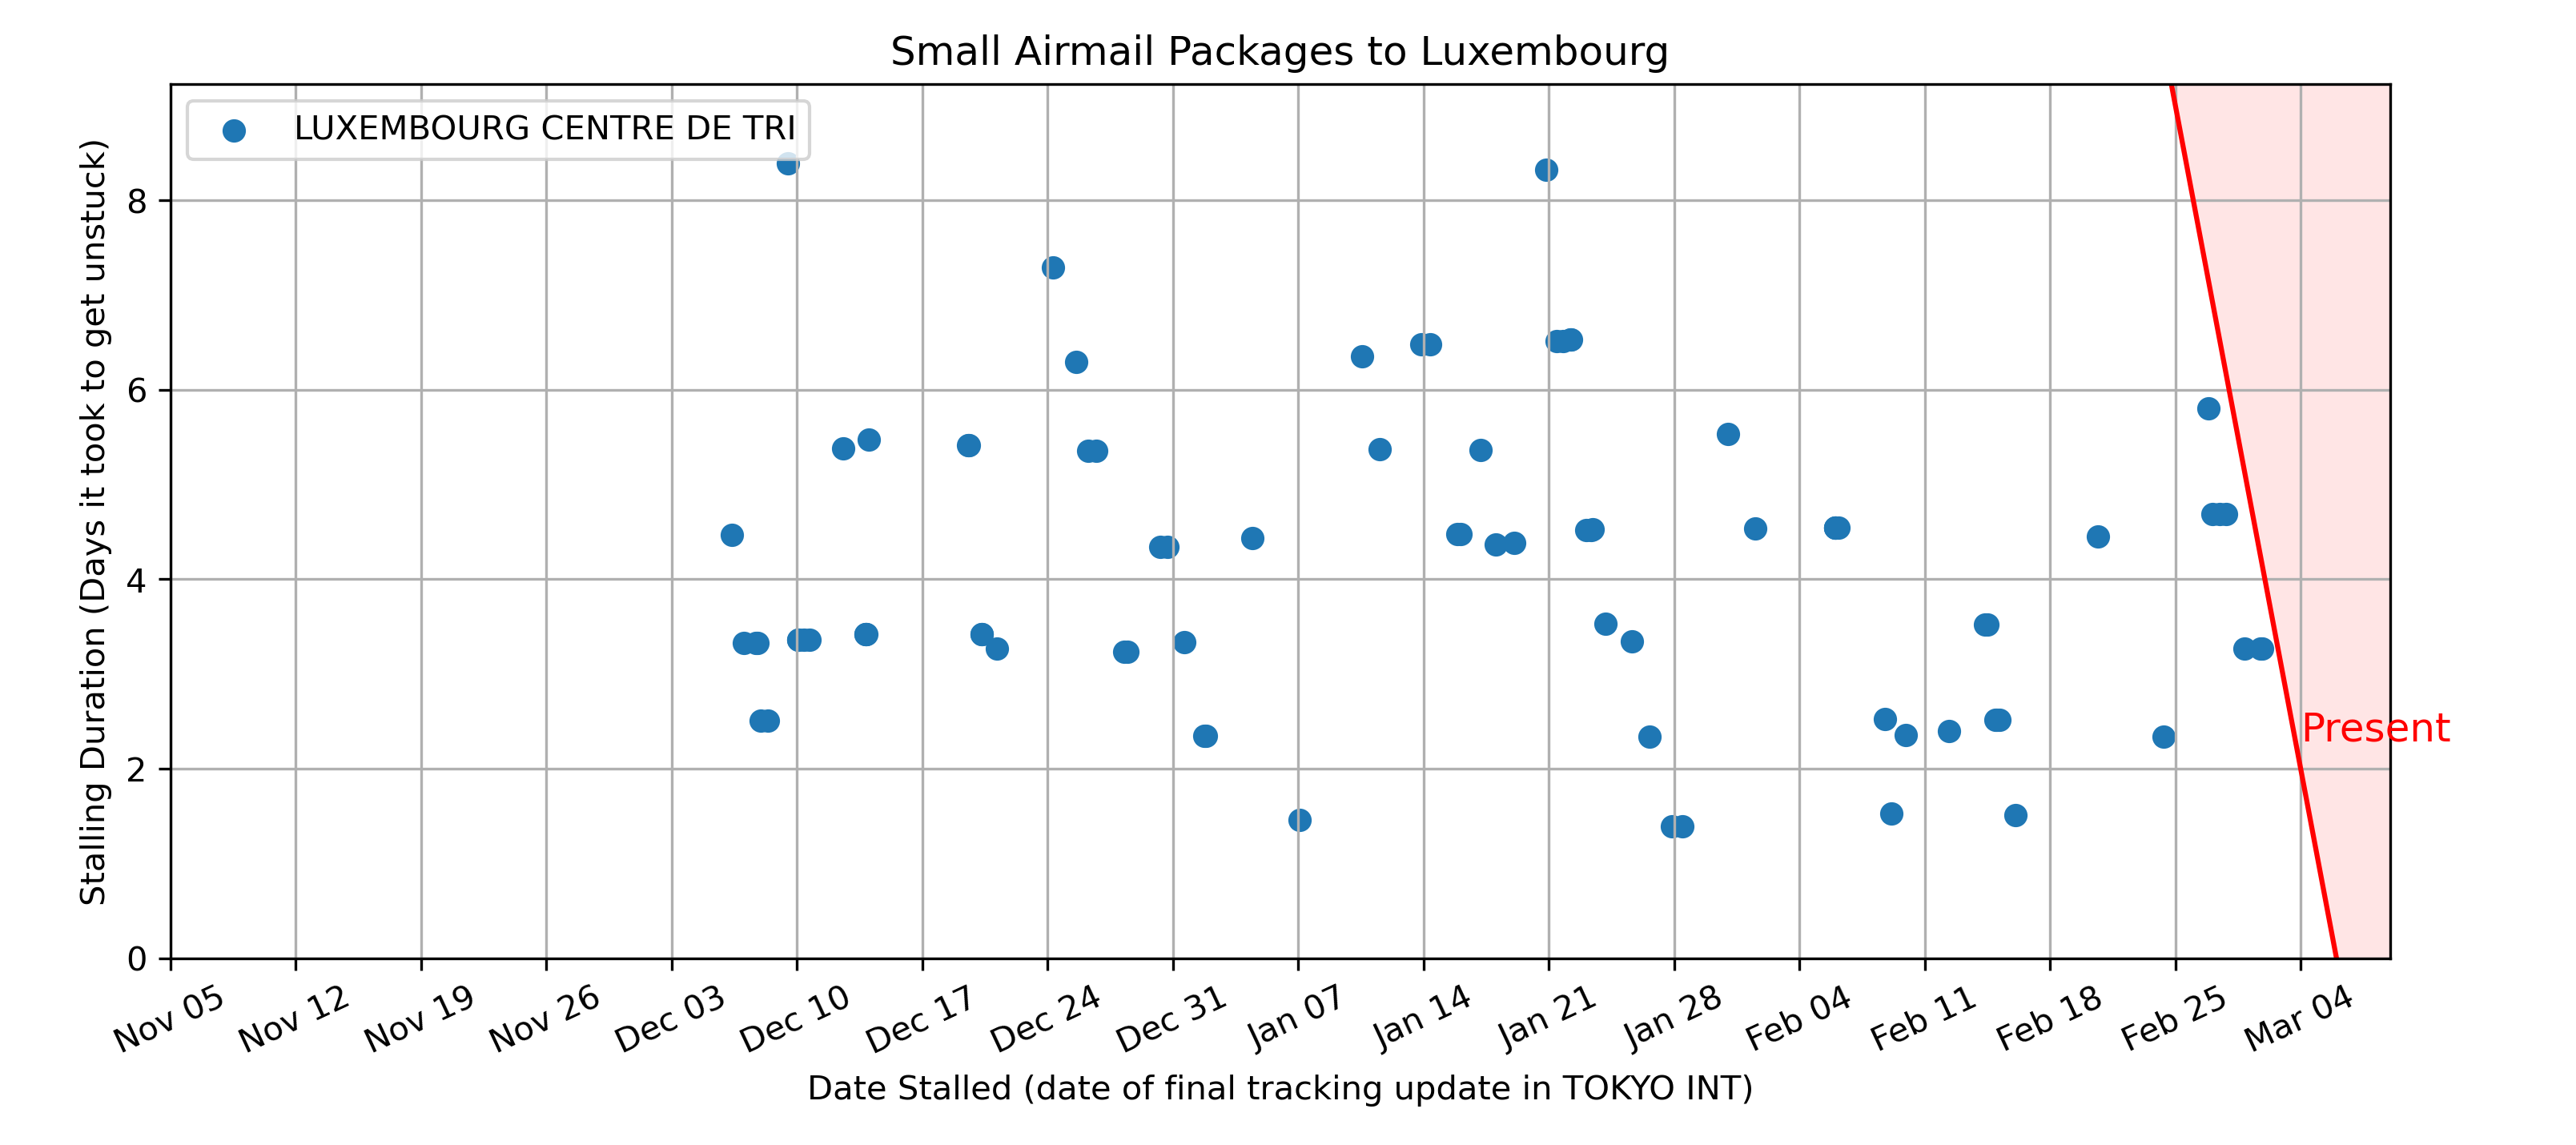 Small Airmail Packages to Luxembourg
LUXEMBOURG CENTRE DE TRI
Stalling Duration (Days it took to get unstuck)
8
6
4
2
0
Present
Nov 05
Nov 12
Nov 19
Nov 26
Dec 03
Dec 10
Dec 17
Dec 24
Dec 31
Jan 07
Jan 14
Jan 21
Jan 28
Feb 04
Feb 11
Feb 18
Feb 25
Mar 04
Date Stalled (date of final tracking update in TOKYO INT)